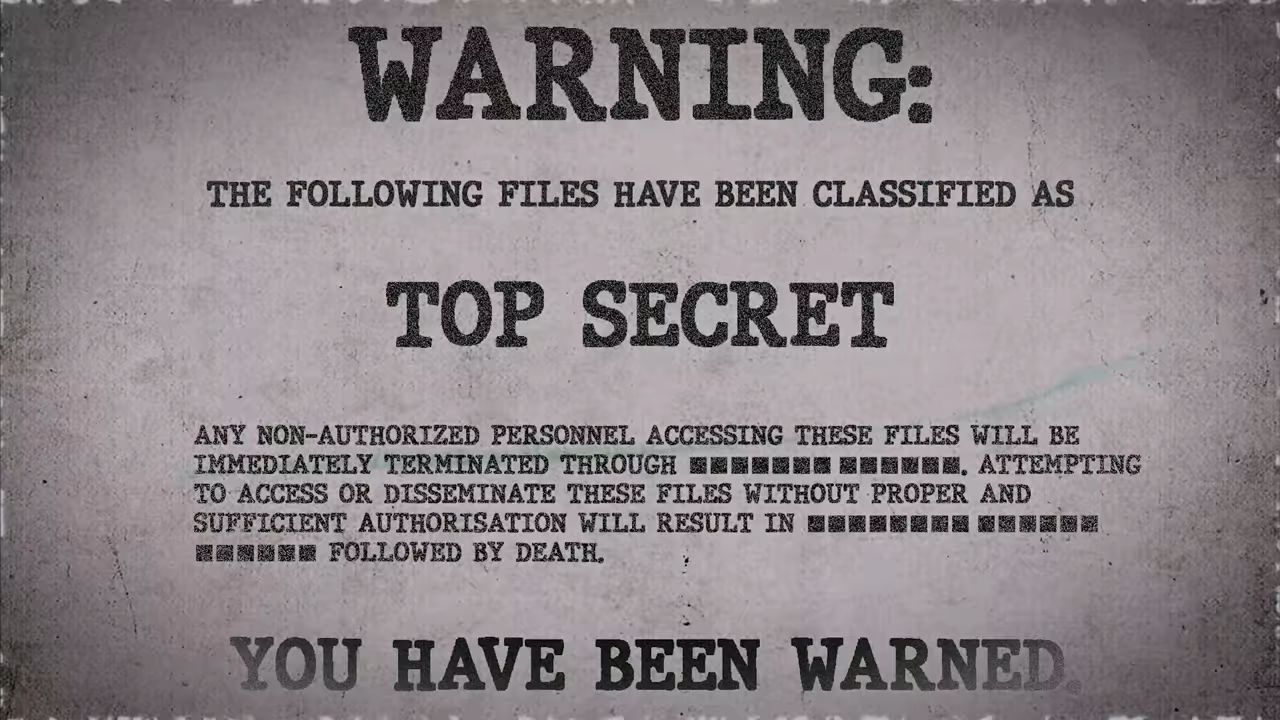 WARNING:
THE FOLLOWING FILES HAVE BEEN CLASSIFIED AS
TOP SECRET
ANY NON-AUTHORIZED PERSONNEL ACCESSING THESE FILES WILL BE
IMMEDIATELY TERMINATED THROUGH ■■■■■■■ ■■■■■■. ATTEMPTING
TO ACCESS OR DISSEMINATE THESE FILES WITHOUT PROPER AND
SUFFICIENT AUTHORISATION WILL RESULT IN ■■■■■■■■ ■■■■■■
■■■■■■ FOLLOWED BY DEATH.
YOU HAVE BEEN WARNED.